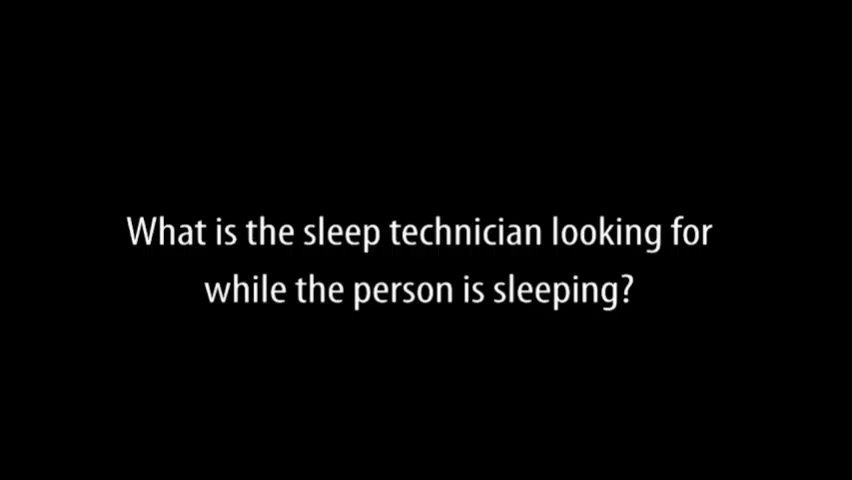 What is the sleep technician looking for
while the person is sleeping?